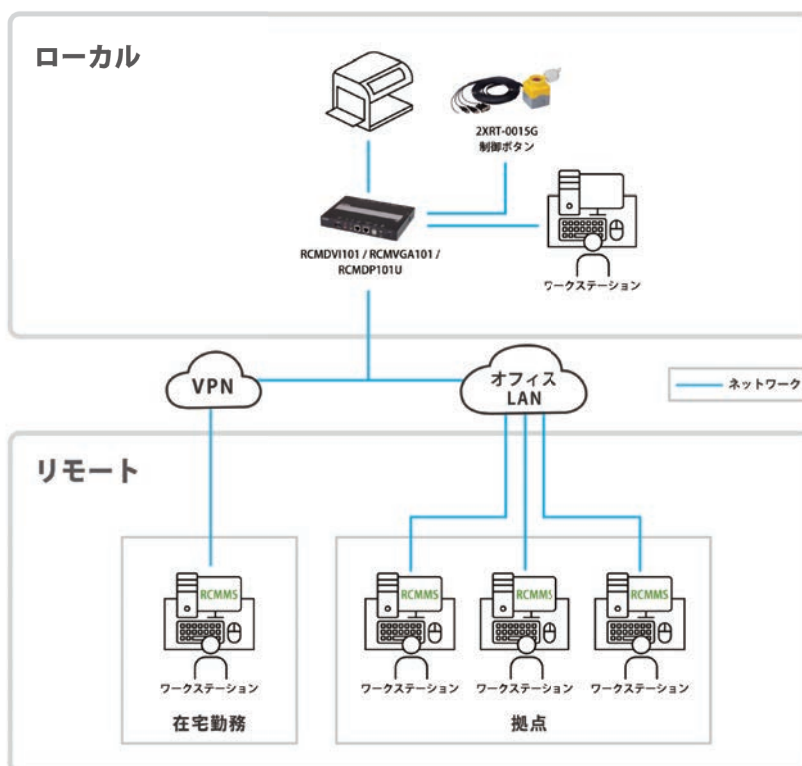 ローカル
2XRT-0015G
制御ボタン
RCMDVI101 / RCMVGA101 /
RCMDP101U
ワークステーション
VPN
オフィス
LAN
ネットワーク
リモート
RCMMS
RCMMS
RCMMS
RCMMS
ワークステーション
ワークステーション
ワークステーション
ワークステーション
在宅勤務
拠点